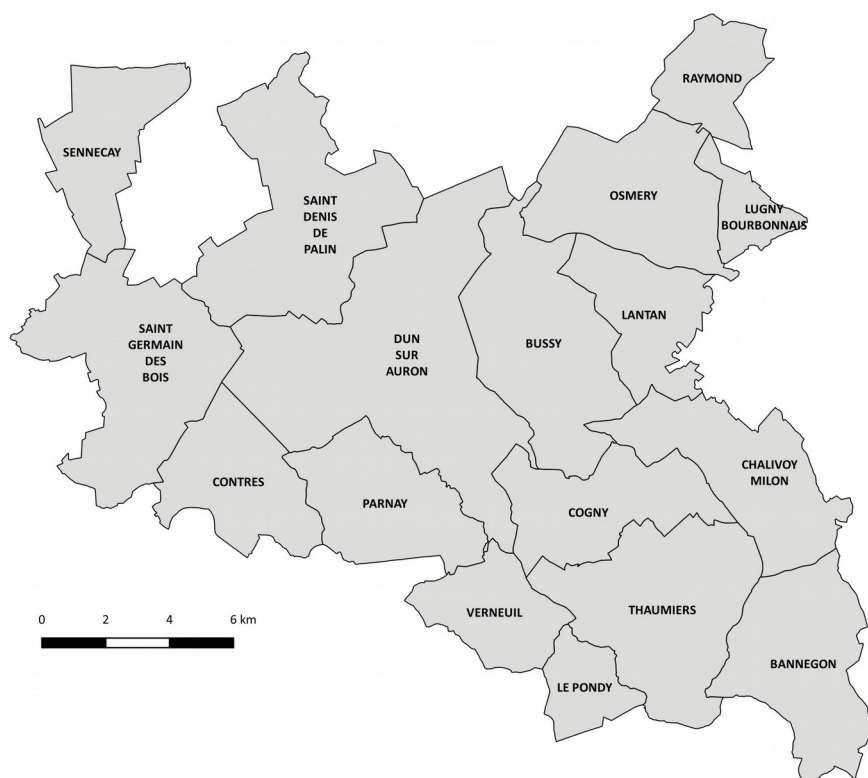 RAYMOND
SENNECAY
OSMERY
SAINT
DENIS
DE
PALIN
LUGNY
BOURBONNAIS
LANTAN
SAINT
GERMAIN
DES
BOIS
DUN
SUR
AURON
BUSSY
CHALIVOY
MILON
CONTRES
PARNAY
COGNY
VERNEUIL
THAUMIERS
LE PONDY
BANNEGON
0 2 4 6 km